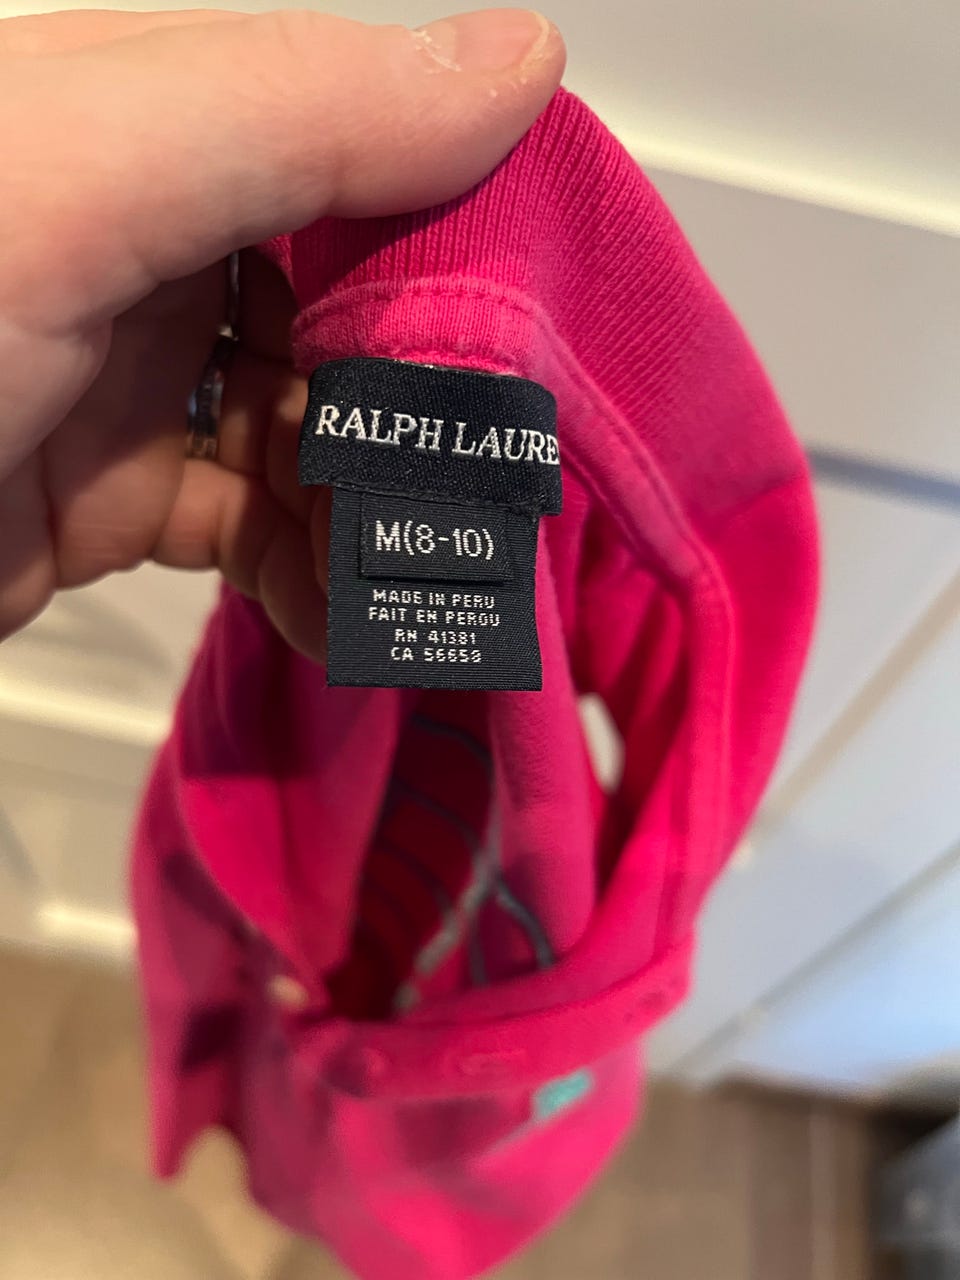 RALPH LAURE
M(8-10)
MADE IN PERU
FAIT EN PEROU
RN 41381
CA 56658